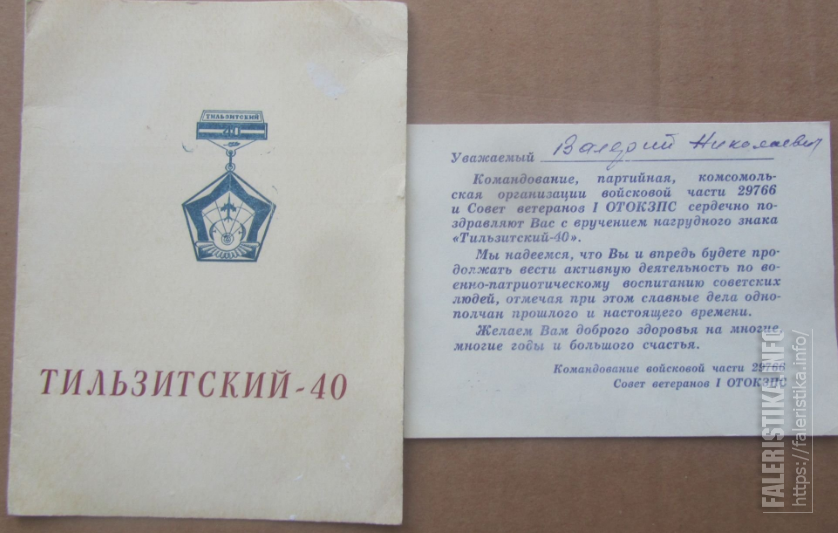 ТИЛЬЗИТСКИЙ
40
ТИЛЬЗИТСКИЙ-40
Уважаемый Валерий Николаевич
Командование, партийная, комсомоль-
ская организации войсковой части 29766
и Совет ветеранов I ОТОКЗПС сердечно по-
здравляют Вас с вручением нагрудного знака
«Тильзитский-40».
Мы надеемся, что Вы и впредь будете про-
должать вести активную деятельность по во-
енно-патриотическому воспитанию советских
людей, отмечая при этом славные дела одно-
полчан прошлого и настоящего времени.
Желаем Вам доброго здоровья на многие,
многие годы и большого счастья.
Командование войсковой части 29766
Совет ветеранов I ОТОКЗПС
FALERISTIKA.INFO
https://faleristika.info/